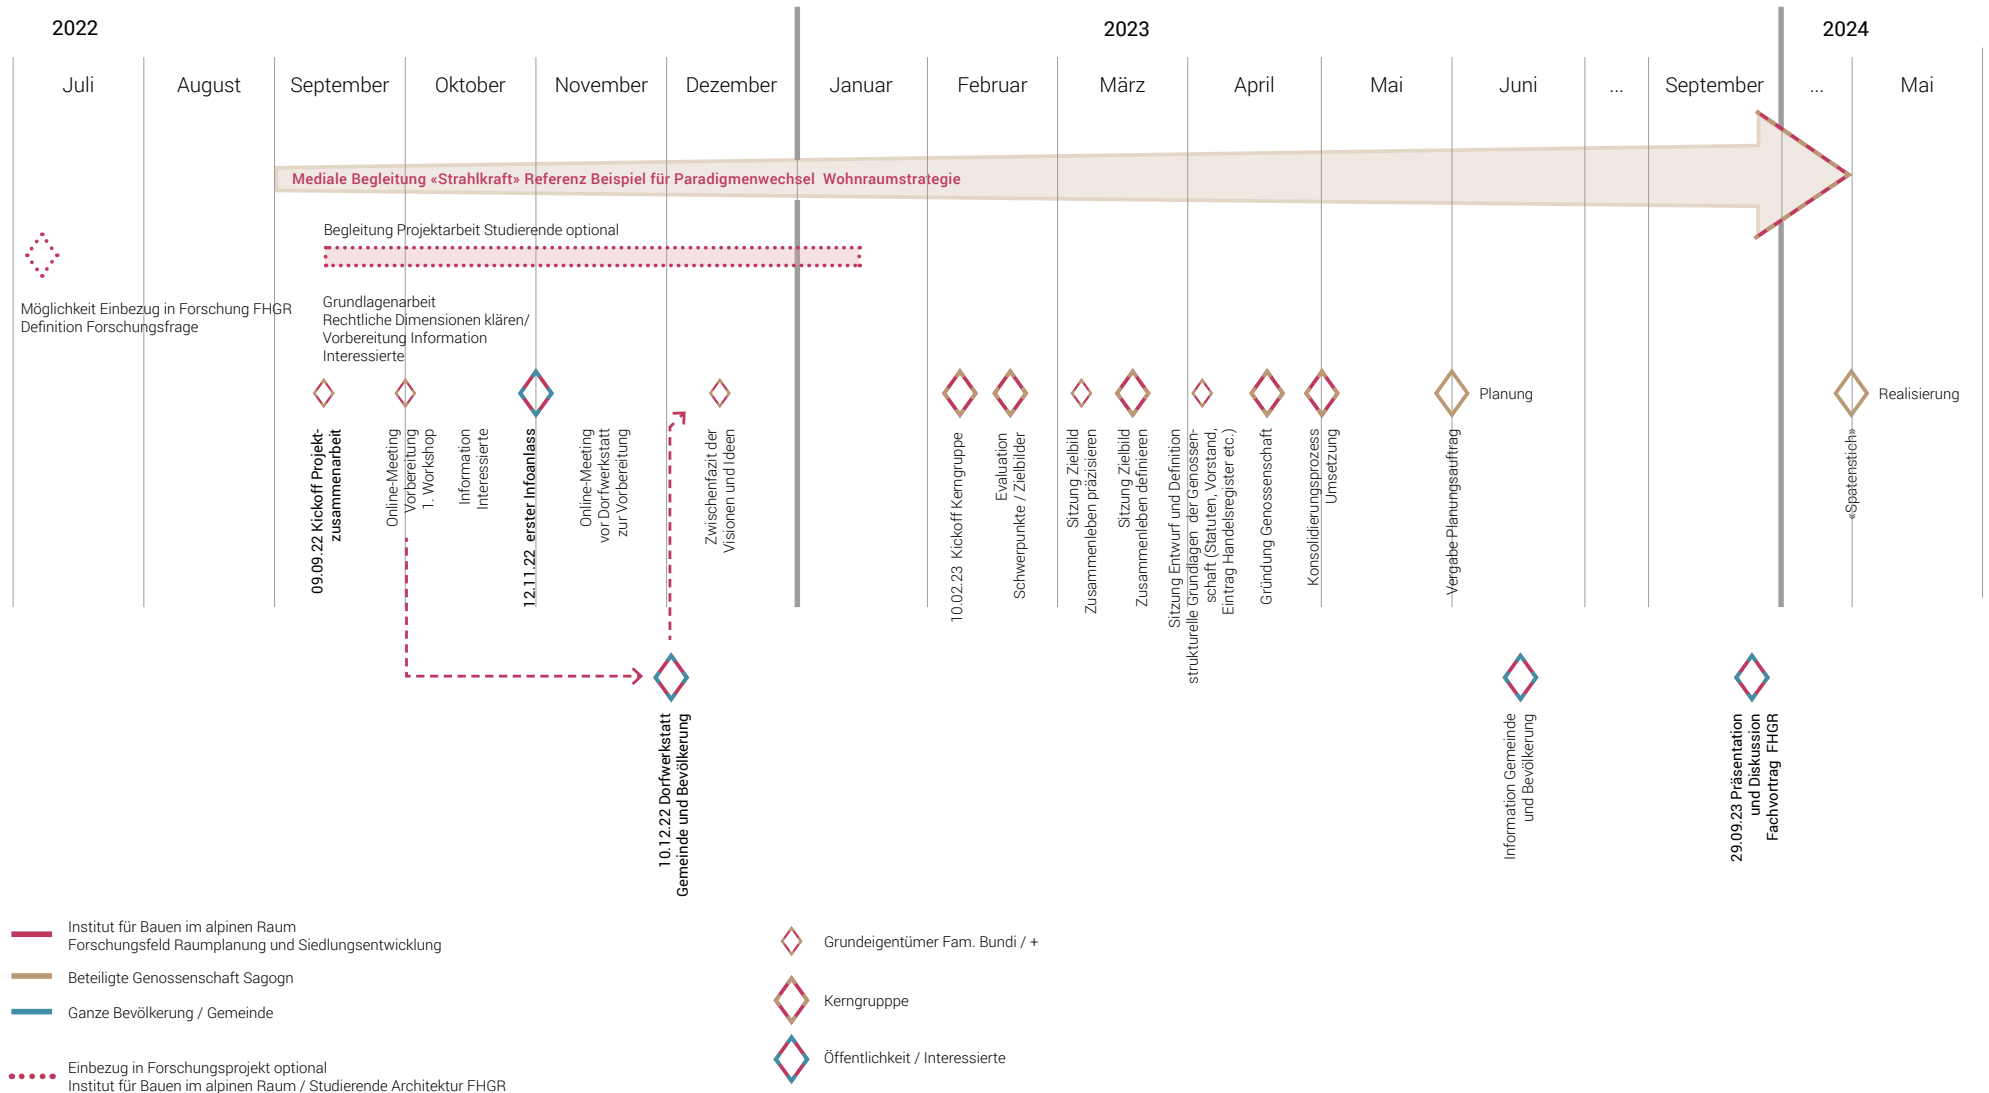 2022
2023
2024
Juli
August
September
Oktober
November
Dezember
Januar
Februar
März
April
Mai
Juni
...
September
...
Mai
Mediale Begleitung «Strahlkraft» Referenz Beispiel für Paradigmenwechsel  Wohnraumstrategie
Begleitung Projektarbeit Studierende optional
Möglichkeit Einbezug in Forschung FHGR
Definition Forschungsfrage
Grundlagenarbeit
Rechtliche Dimensionen klären/
Vorbereitung Information
Interessierte
Planung
Realisierung
09.09.22 Kickoff Projekt-
zusammenarbeit
Online-Meeting
Vorbereitung
1. Workshop
Information
Interessierte
12.11.22  erster Infoanlass
Online-Meeting
vor Dorfwerkstatt
zur Vorbereitung
Zwischenfazit der
Visionen und Ideen
10.02.23  Kickoff Kerngruppe
Evaluation
Schwerpunkte / Zielbilder
Sitzung Zielbild
Zusammenleben präzisieren
Sitzung Zielbild
Zusammenleben definieren
Sitzung Entwurf und Definition
strukturelle Grundlagen  der Genossen-
schaft (Statuten, Vorstand,
Eintrag Handelsregister etc.)
Gründung Genossenschaft
Konsolidierungsprozess
Umsetzung
Vergabe Planungsauftrag
«Spatenstich»
10.12.22 Dorfwerkstatt
Gemeinde und Bevölkerung
Information Gemeinde
und Bevölkerung
29.09.23 Präsentation
und Diskussion
Fachvortrag  FHGR
Institut für Bauen im alpinen Raum
Forschungsfeld Raumplanung und Siedlungsentwicklung
Beteiligte Genossenschaft Sagogn
Ganze Bevölkerung / Gemeinde
Einbezug in Forschungsprojekt optional
Institut für Bauen im alpinen Raum / Studierende Architektur FHGR
Grundeigentümer Fam. Bundi / +
Kerngrupppe
Öffentlichkeit / Interessierte